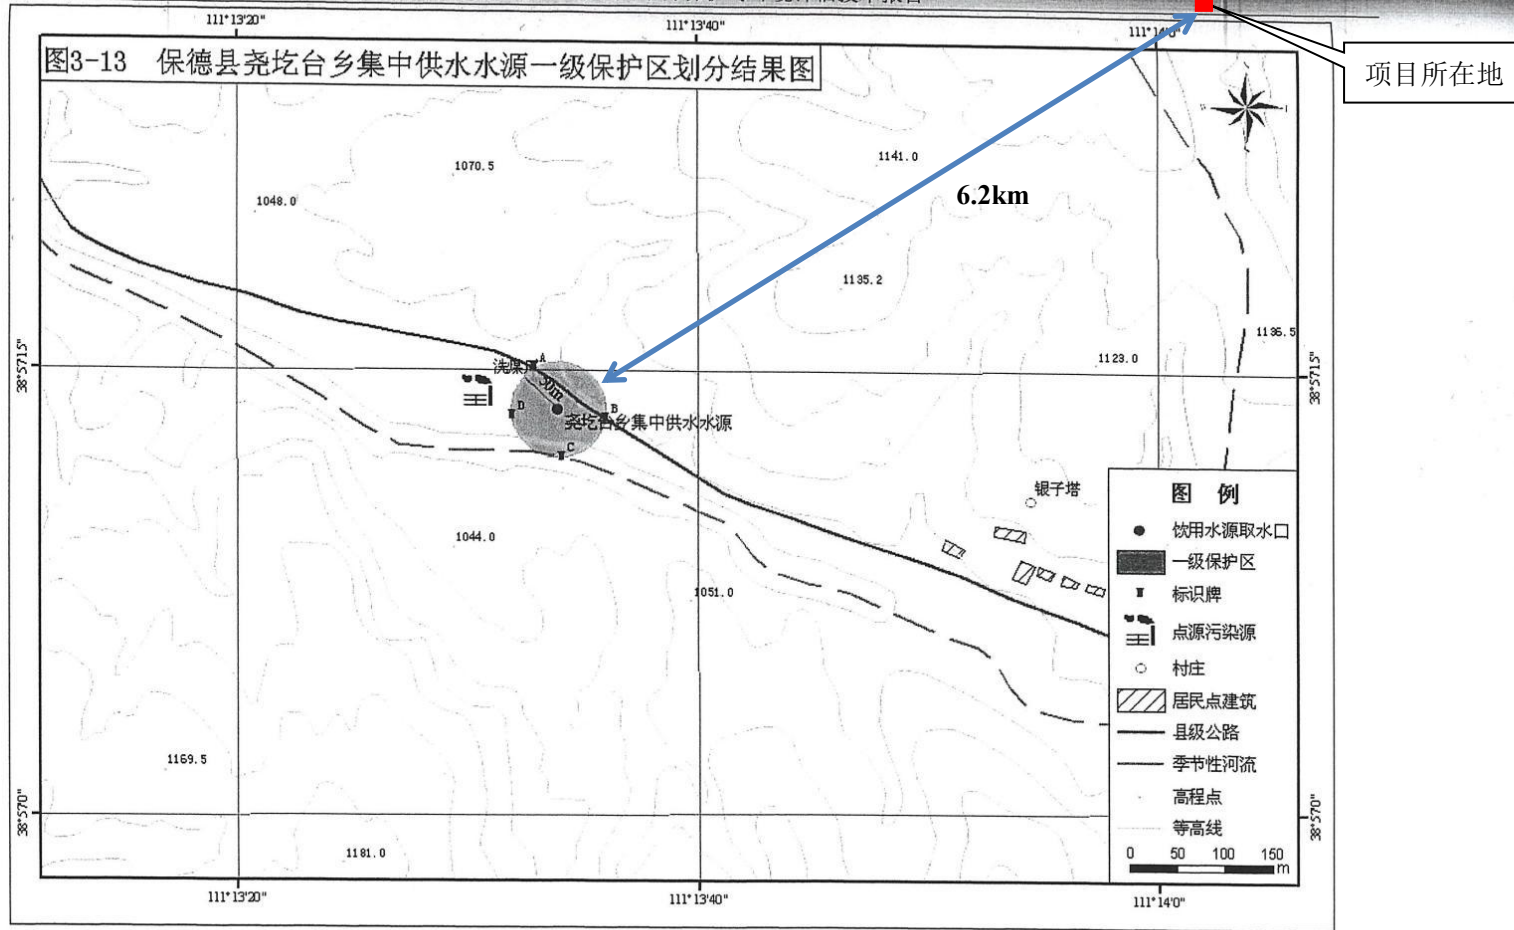 111°13'20"
111°13'40"
111°14'0"
项目所在地
图3-13 保德县尧圪台乡集中供水水源一级保护区划分结果图
1141.0
1070.5
6.2km
1048.0
1135.2
1136.5
1123.0
38°57'15"
38°57'15"
A
50m
D
B
尧圪台乡集中供水水源
C
银子塔
1044.0
1051.0
1169.5
1181.0
图 例
饮用水源取水口
一级保护区
标识牌
点源污染源
村庄
居民点建筑
县级公路
季节性河流
高程点
等高线
0 50 100 150
m
38°57'0"
38°57'0"
111°13'20"
111°13'40"
111°14'0"